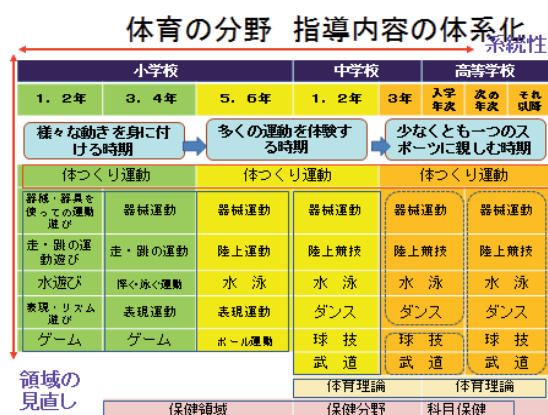 体育の分野 指導内容の体系化
系統性
小学校 中学校 高等学校
1．2年 3．4年 5．6年 1．2年 3年 入学年次 次の年次 それ以降
様々な動きを身に付
ける時期
多くの運動を体験す
る時期
少なくとも一つのス
ポーツに親しむ時期
体つくり運動 体つくり運動 体つくり運動
器械・器具を
使っての運動
遊び
器械運動 器械運動 器械運動 器械運動 器械運動
走・跳の運
動遊び
走・跳の運動 陸上運動 陸上競技 陸上競技 陸上競技
水遊び 浮く・泳ぐ運動 水 泳 水 泳 水 泳 水 泳
表現・リズム
遊び
表現運動 表現運動 ダンス ダンス ダンス
ゲーム ゲーム ボール運動 球 技 球 技 球 技
武 道 武 道 武 道
領域の
見直し
体育理論 体育理論
保健領域 保健分野 科目保健